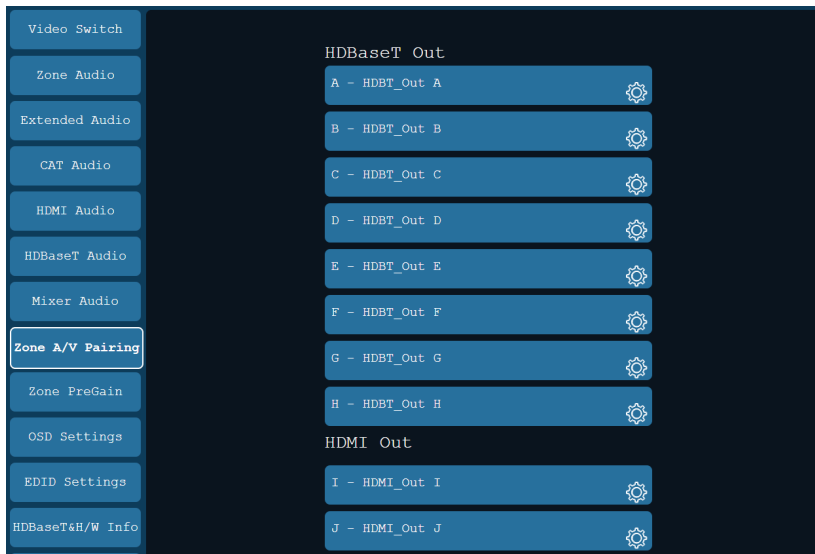 Video Switch
Zone Audio
Extended Audio
CAT Audio
HDMI Audio
HDBaseT Audio
Mixer Audio
Zone A/V Pairing
Zone PreGain
OSD Settings
EDID Settings
HDBaseT&H/W Info
HDBaseT Out
A - HDBT_Out A
B - HDBT_Out B
C - HDBT_Out C
D - HDBT_Out D
E - HDBT_Out E
F - HDBT_Out F
G - HDBT_Out G
H - HDBT_Out H
HDMI Out
I - HDMI_Out I
J - HDMI_Out J